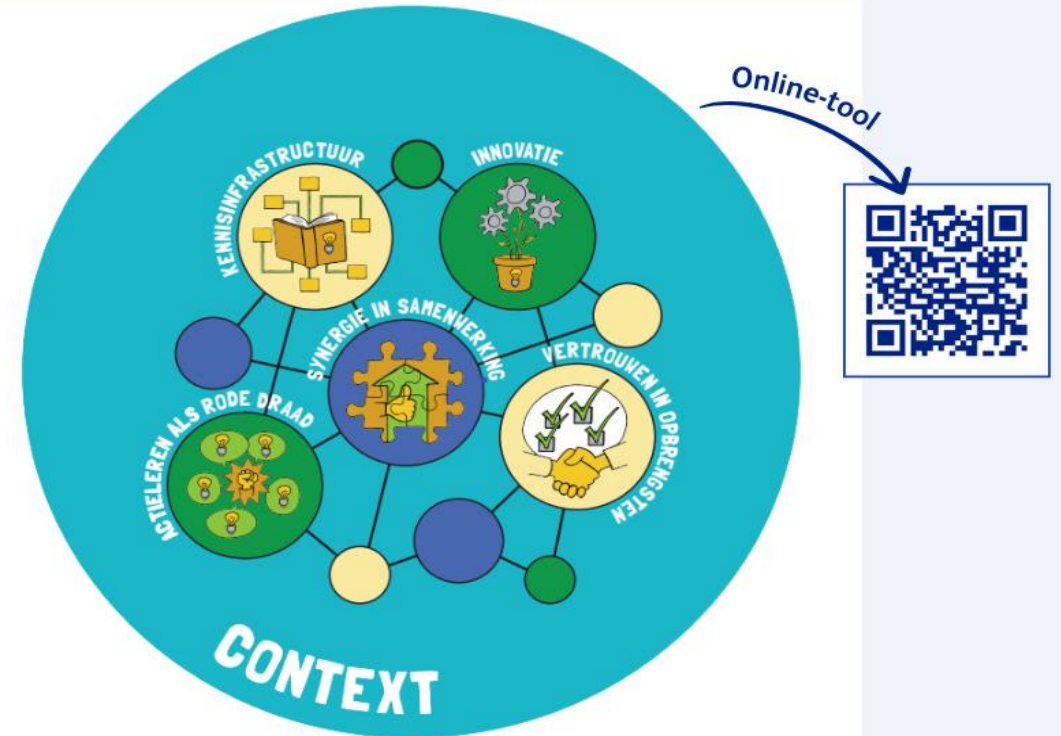 Online-tool
KENNISINFRASTRUCTUUR
INNOVATIE
SYNERGIE IN SAMENWERKING
VERTROUWEN IN OPBRENGSTEN
ACTIELEREN ALS RODE DRAAD
CONTEXT